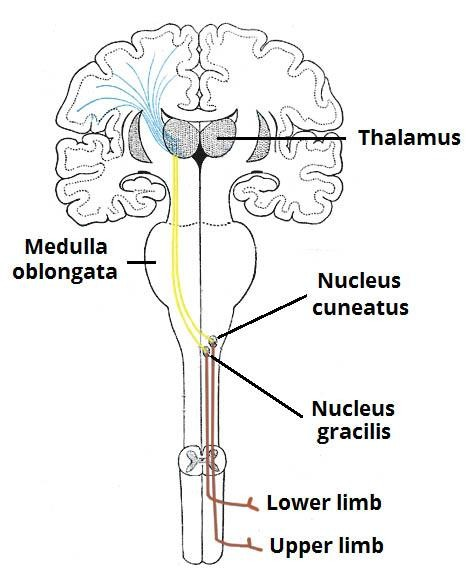 Thalamus
Medulla
oblongata
Nucleus
cuneatus
Nucleus
gracilis
Lower limb
Upper limb